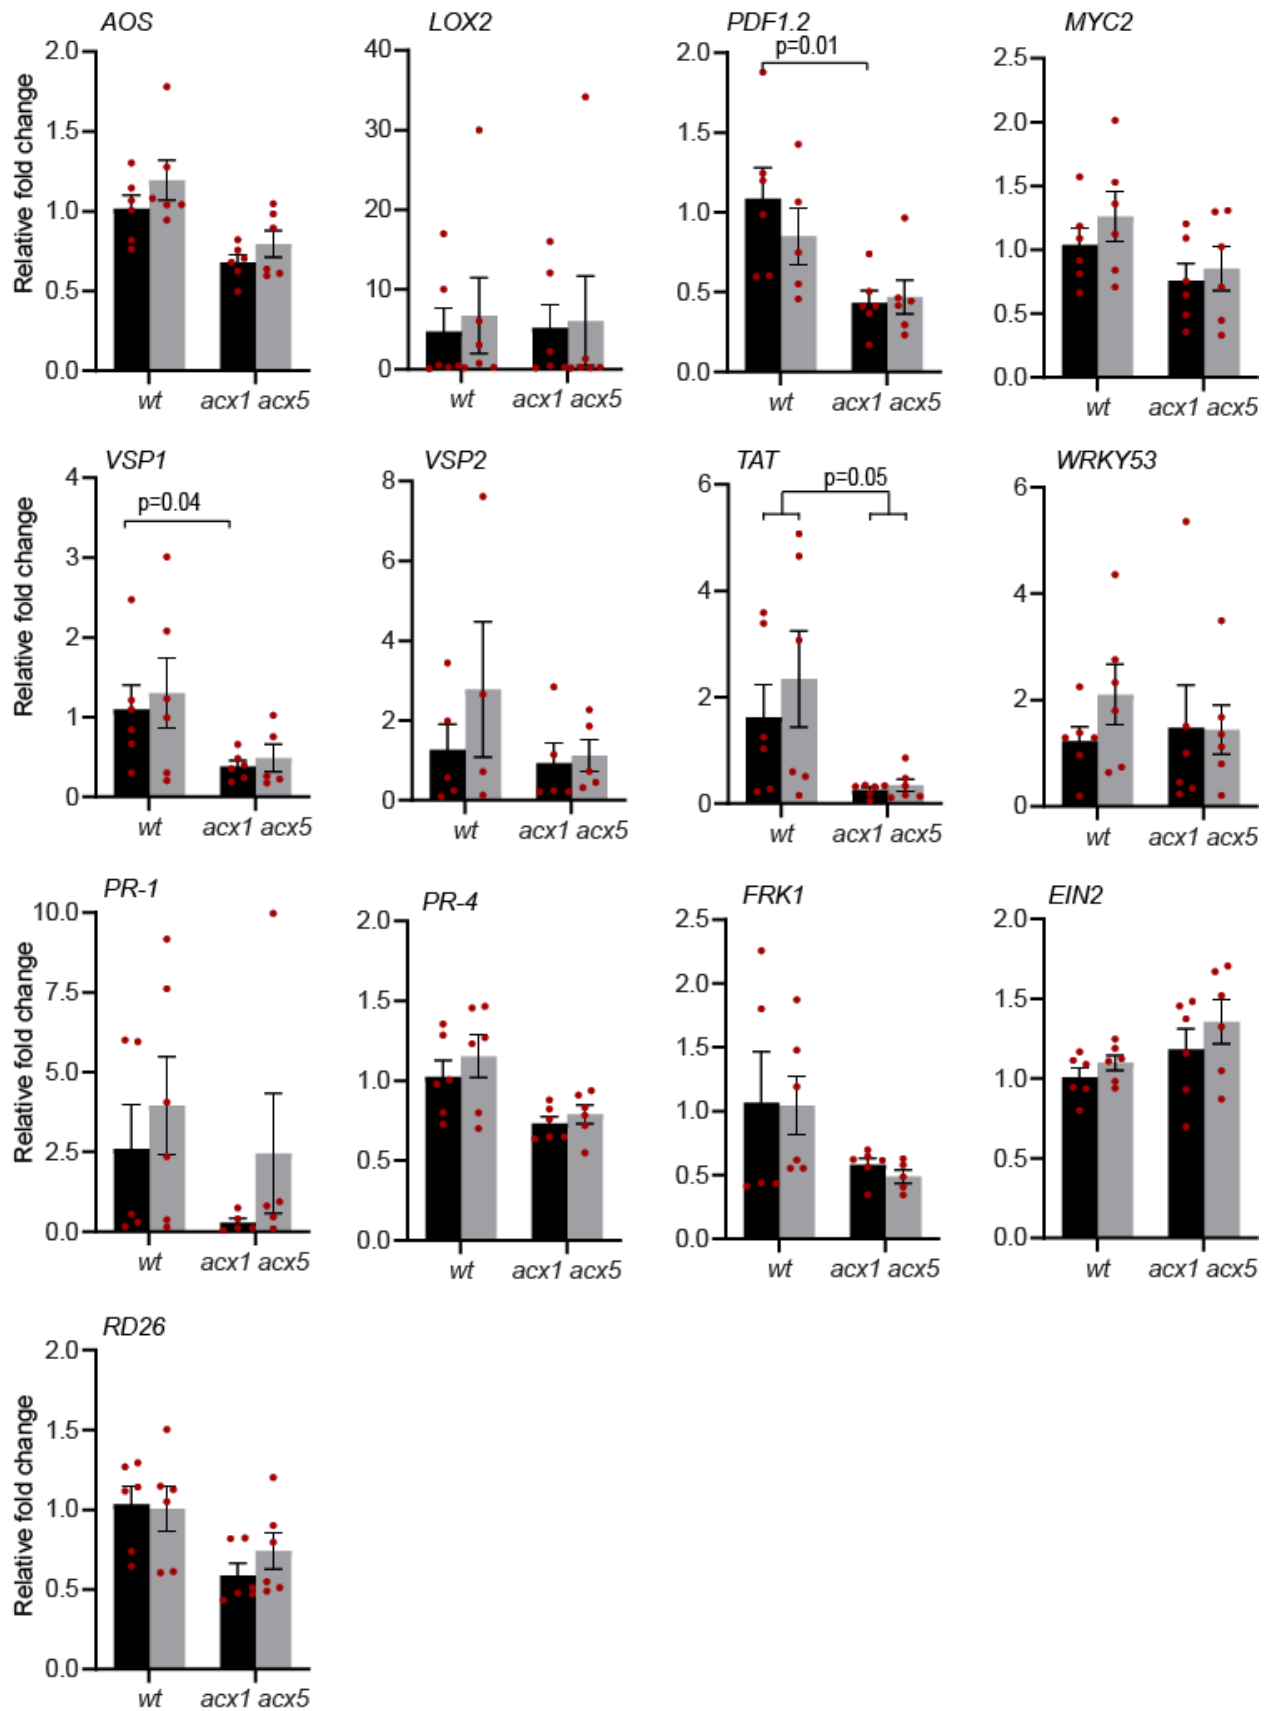 AOS
2.0
1.5
1.0
0.5
0.0
Relative fold change
wt acx1 acx5
LOX2
40
30
20
10
0
wt acx1 acx5
PDF1.2
p=0.01
2.0
1.5
1.0
0.5
0.0
wt acx1 acx5
MYC2
2.5
2.0
1.5
1.0
0.5
0.0
wt acx1 acx5
VSP1
4
p=0.04
3
2
1
0
Relative fold change
wt acx1 acx5
VSP2
8
6
4
2
0
wt acx1 acx5
TAT
p=0.05
6
4
2
0
wt acx1 acx5
WRKY53
6
4
2
0
wt acx1 acx5
PR-1
10.0
7.5
5.0
2.5
0.0
Relative fold change
wt acx1 acx5
PR-4
2.0
1.5
1.0
0.5
0.0
wt acx1 acx5
FRK1
2.5
2.0
1.5
1.0
0.5
0.0
wt acx1 acx5
EIN2
2.0
1.5
1.0
0.5
0.0
wt acx1 acx5
RD26
2.0
1.5
1.0
0.5
0.0
Relative fold change
wt acx1 acx5